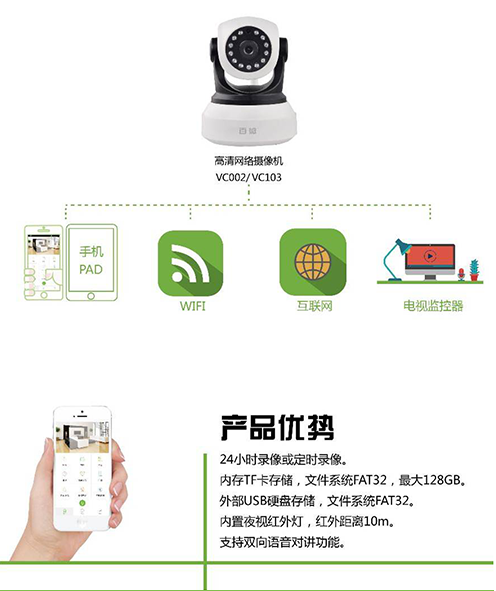 高清网络摄像机
VC002/ VC103
手机
PAD
WIFI
互联网
电视监控器
产品优势
24小时录像或定时录像。
内存TF卡存储，文件系统FAT32，最大128GB。
外部USB硬盘存储，文件系统FAT32。
内置夜视红外灯，红外距离10m。
支持双向语音对讲功能。